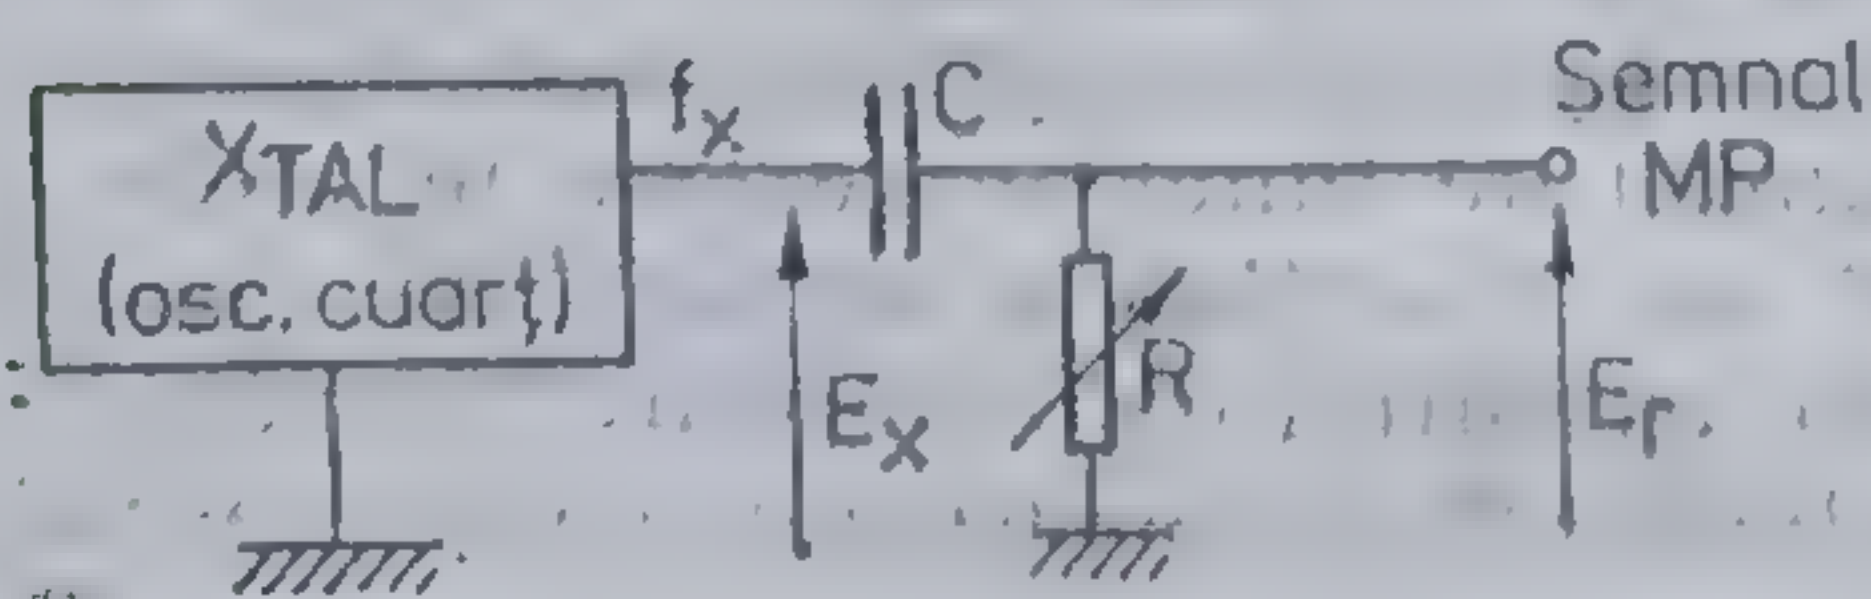 XTAL
(osc. cuarț)
fx
C
Semnal
MP
Ex
R
Er